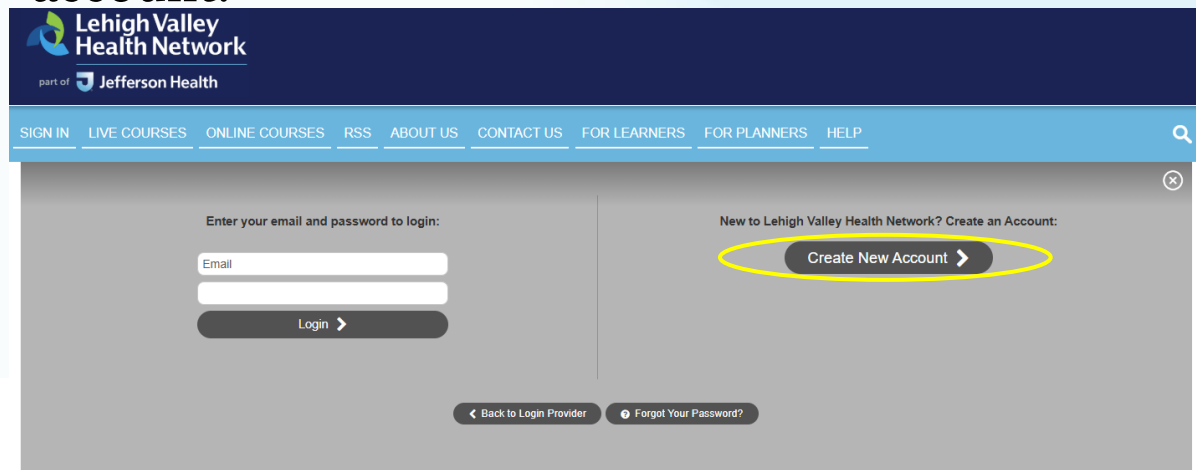 account.
Lehigh Valley
Health Network
part of Jefferson Health
SIGN IN LIVE COURSES ONLINE COURSES RSS ABOUT US CONTACT US FOR LEARNERS FOR PLANNERS HELP
Enter your email and password to login:
Email
Login
New to Lehigh Valley Health Network? Create an Account:
Create New Account
Back to Login Provider
Forgot Your Password?